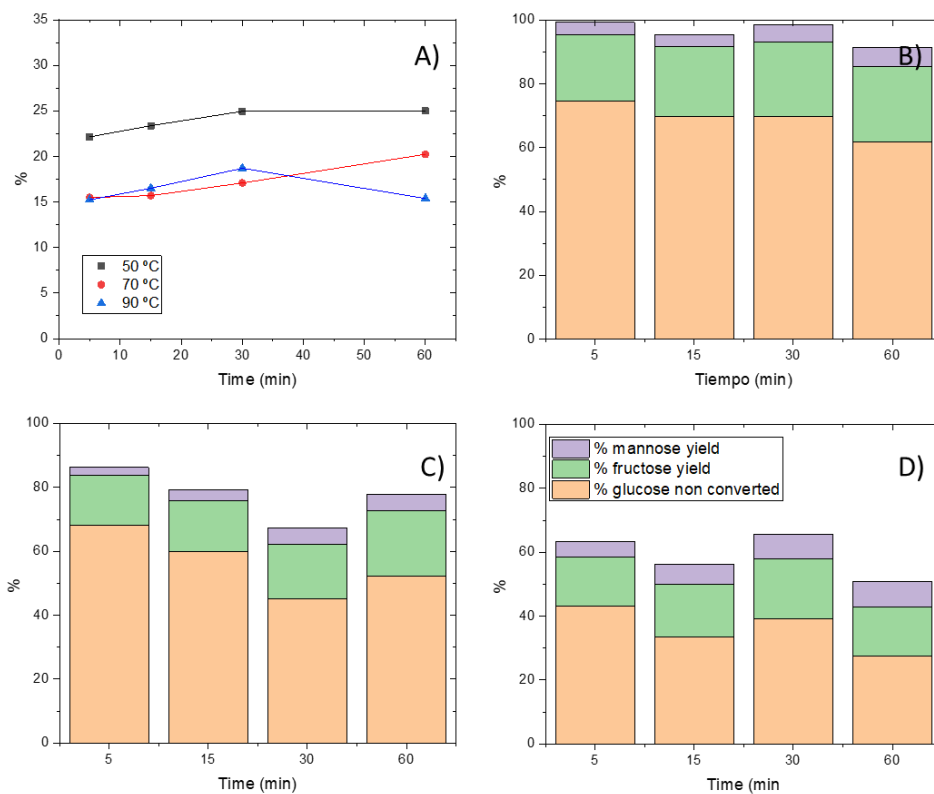 35
30
25
20
15
10
5
0
%
A)
50 ºC
70 ºC
90 ºC
0 10 20 30 40 50 60
Time (min)
100
80
60
40
20
0
%
B)
5 15 30 60
Tiempo (min)
100
80
60
40
20
0
%
C)
5 15 30 60
Time (min)
100
80
60
40
20
0
%
D)
% mannose yield
% fructose yield
% glucose non converted
5 15 30 60
Time (min